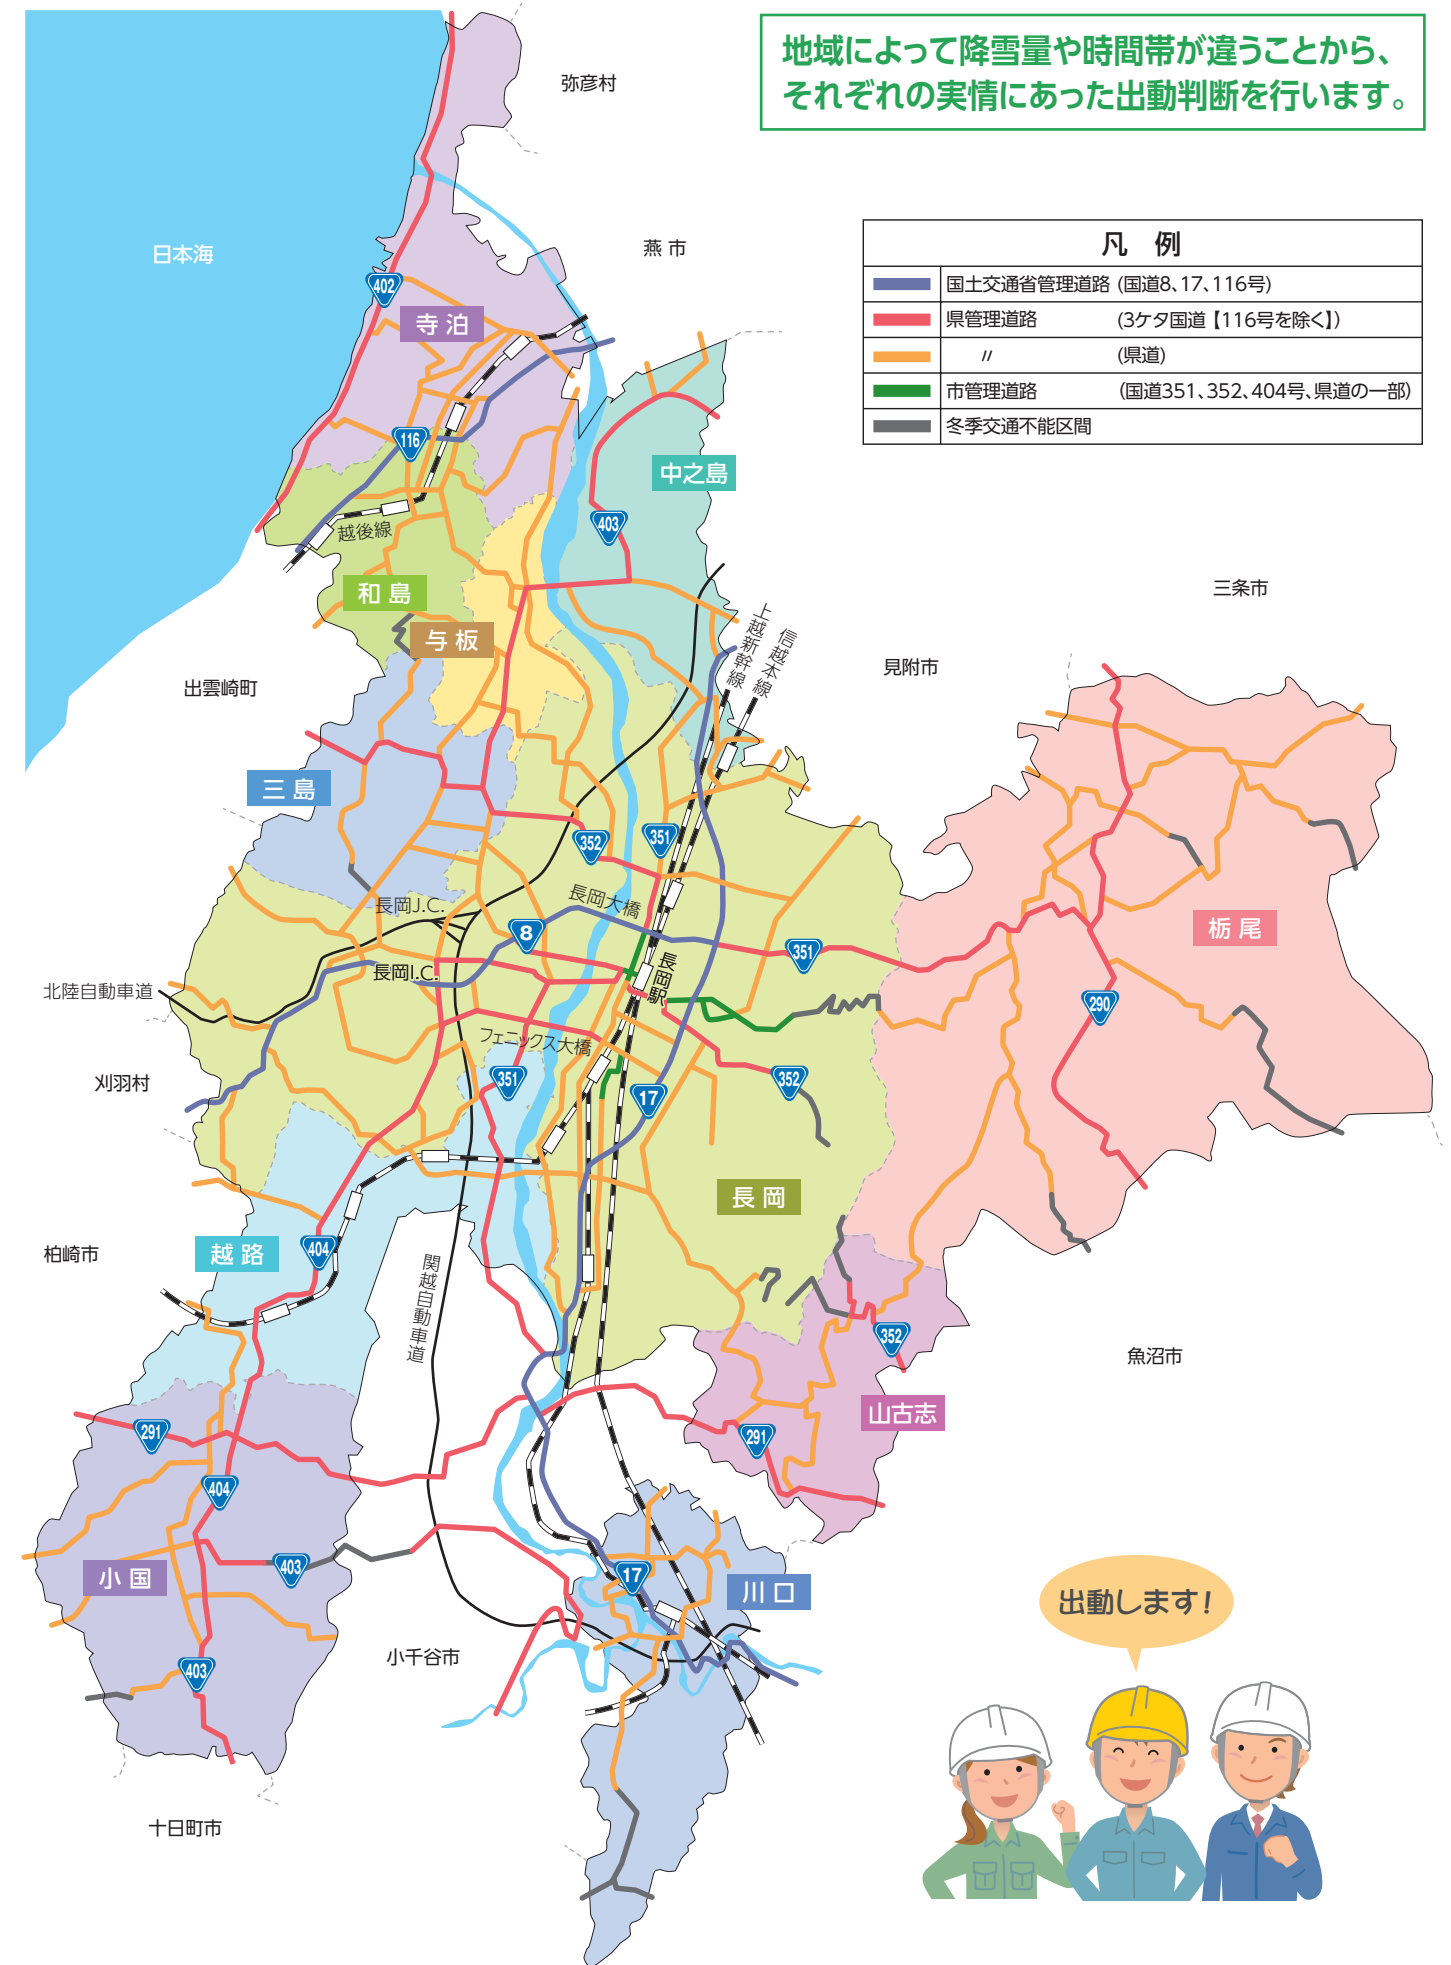 地域によって降雪量や時間帯が違うことから、
それぞれの実情にあった出動判断を行います。
弥彦村
燕市
日本海
402
寺泊
凡 例
国土交通省管理道路 (国道8、17、116号)
県管理道路 (3ケタ国道【116号を除く】)
〃 (県道)
市管理道路 (国道351、352、404号、県道の一部)
冬季交通不能区間
116
中之島
403
越後線
和島
与板
三条市
上越新幹線
信越本線
見附市
出雲崎町
三島
352
351
長岡大橋
長岡J.C.
8
栃尾
351
長岡I.C.
長岡駅
北陸自動車道
290
フェニックス大橋
刈羽村
351
352
17
長岡
柏崎市
越路
404
関越自動車道
352
魚沼市
山古志
291
291
404
403
小国
17
川口
出動します!
小千谷市
403
十日町市